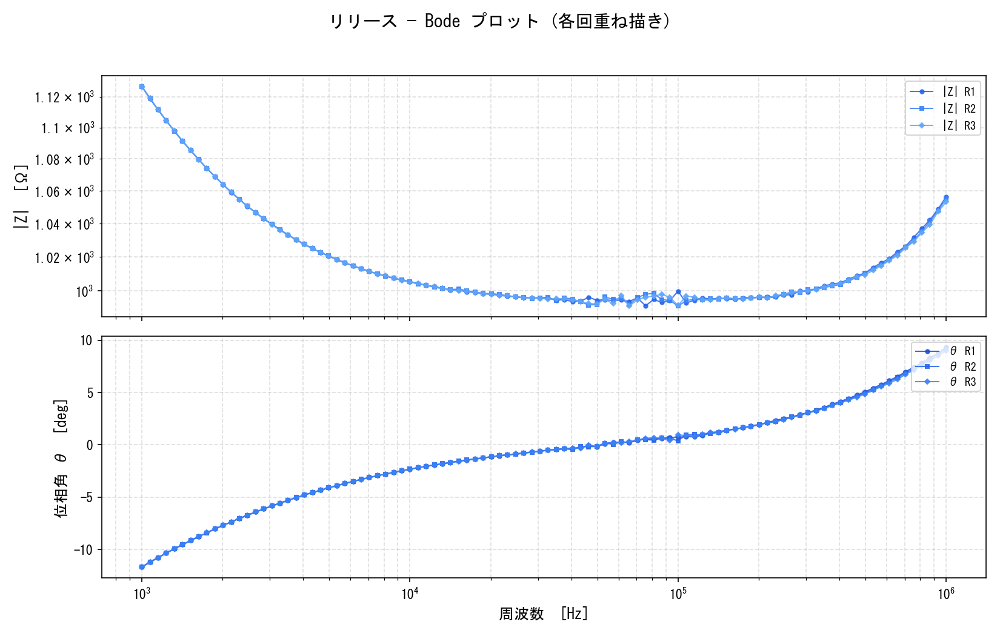 リリース - Bode プロット (各回重ね描き)
|Z| [Ω]
1.12 × 10³
1.1 × 10³
1.08 × 10³
1.06 × 10³
1.04 × 10³
1.02 × 10³
10³
|Z| R1
|Z| R2
|Z| R3
位相角 θ [deg]
10
5
0
−5
−10
θ R1
θ R2
θ R3
10³ 10⁴ 10⁵ 10⁶
周波数 [Hz]